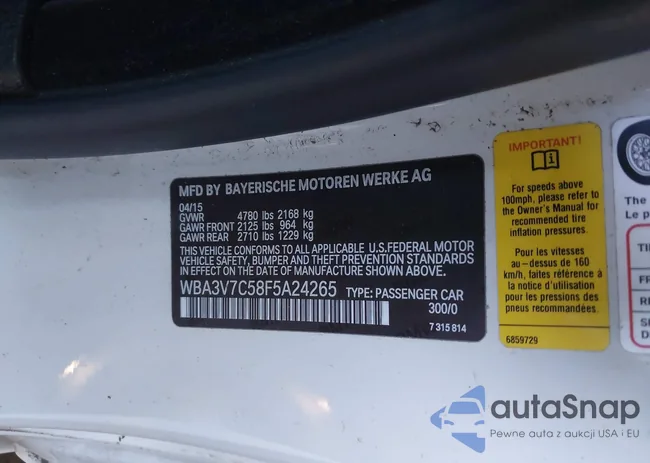 MFD BY BAYERISCHE MOTOREN WERKE AG
04/15
GVWR 4780 lbs 2168 kg
GAWR FRONT 2125 lbs 964 kg
GAWR REAR 2710 lbs 1229 kg
THIS VEHICLE CONFORMS TO ALL APPLICABLE U.S.FEDERAL MOTOR
VEHICLE SAFETY, BUMPER AND THEFT PREVENTION STANDARDS
IN EFFECT ON THE DATE OF MANUFACTURE SHOWN ABOVE.
WBA3V7C58F5A24265 TYPE: PASSENGER CAR
300/0
7 315 814
IMPORTANT!
For speeds above
100mph, please refer to
the Owner's Manual for
recommended tire
inflation pressures.
Pour les vitesses
au-dessus de 160
km/h, faites référence à
la notice d'utilisation
pour les pressions de
gonflage recommandées.
6859729
The
Le p
autaSnap
Pewne auta z aukcji USA i EU